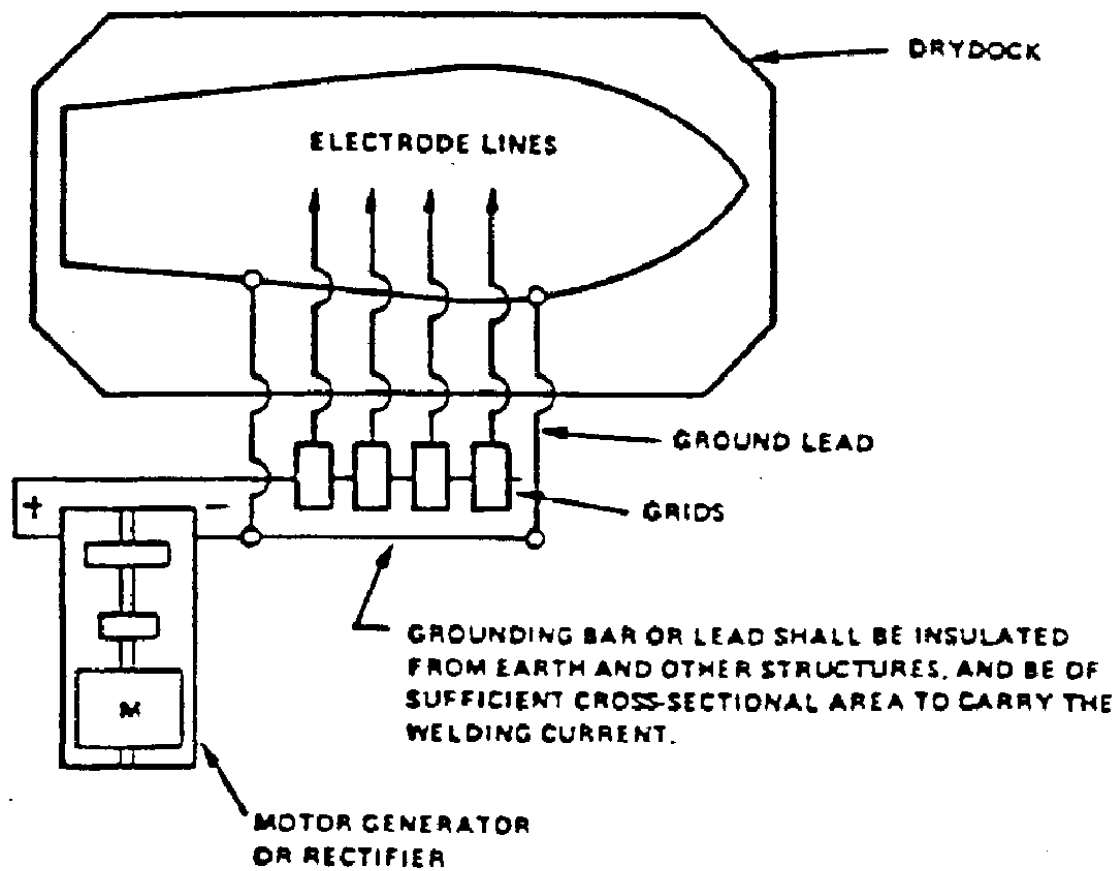 DRYDOCK
ELECTRODE LINES
GROUND LEAD
GRIDS
+
-
GROUNDING BAR OR LEAD SHALL BE INSULATED
FROM EARTH AND OTHER STRUCTURES, AND BE OF
SUFFICIENT CROSS-SECTIONAL AREA TO CARRY THE
WELDING CURRENT.
M
MOTOR GENERATOR
OR RECTIFIER